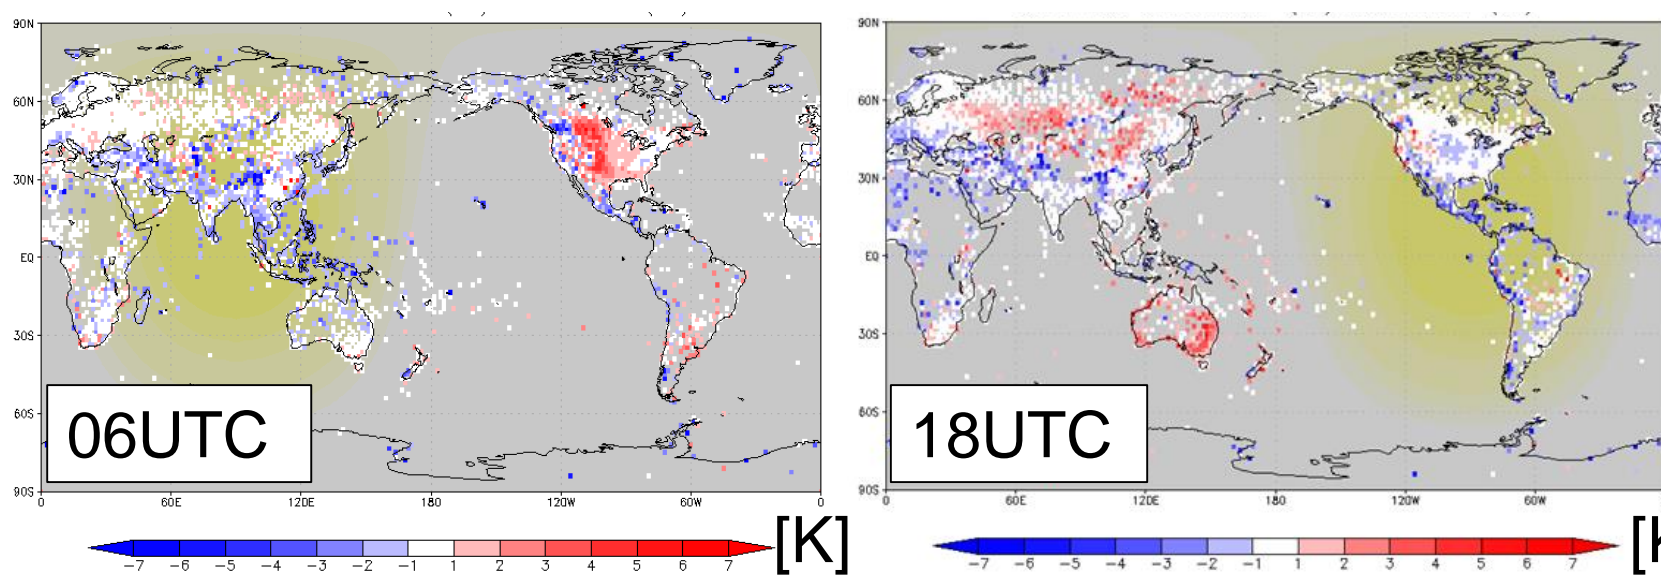 90N
60N
30N
EQ
30S
60S
90S
0 60E 120E 180 120W 60W 0
06UTC
-7 -6 -5 -4 -3 -2 -1 1 2 3 4 5 6 7
[K]
90N
60N
30N
EQ
30S
60S
90S
0 60E 120E 180 120W 60W
18UTC
-7 -6 -5 -4 -3 -2 -1 1 2 3 4 5 6 7
[K